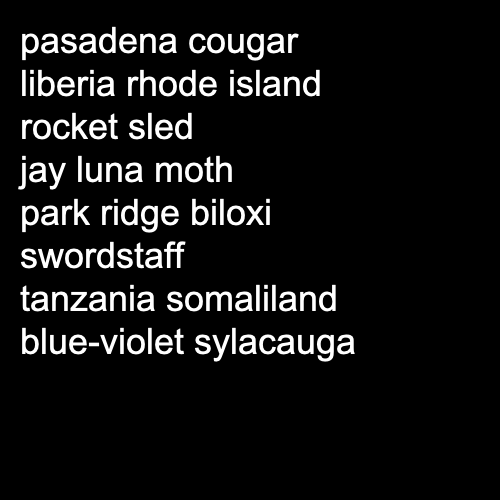 pasadena cougar
liberia rhode island
rocket sled
jay luna moth
park ridge biloxi
swordstaff
tanzania somaliland
blue-violet sylacauga